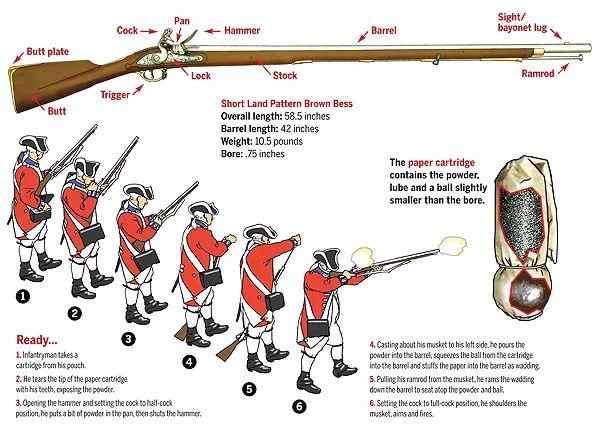 Cock
Pan
Hammer
Barrel
Sight/
bayonet lug
Butt plate
Lock
Stock
Ramrod
Trigger
Butt
Short Land Pattern Brown Bess
Overall length: 58.5 inches
Barrel length: 42 inches
Weight: 10.5 pounds
Bore: .75 inches
The paper cartridge
contains the powder,
lube and a ball slightly
smaller than the bore.
1
2
3
4
5
6
Ready...
1. Infantryman takes a
cartridge from his pouch.
2. He tears the tip of the paper cartridge
with his teeth, exposing the powder.
3. Opening the hammer and setting the cock to half-cock
position, he puts a bit of powder in the pan, then shuts the hammer.
4. Casting about his musket to his left side, he pours the
powder into the barrel, squeezes the ball from the cartridge
into the barrel and stuffs the paper into the barrel as wadding.
5. Pulling his ramrod from the musket, he rams the wadding
down the barrel to seat atop the powder and ball.
6. Setting the cock to full-cock position, he shoulders the
musket, aims and fires.